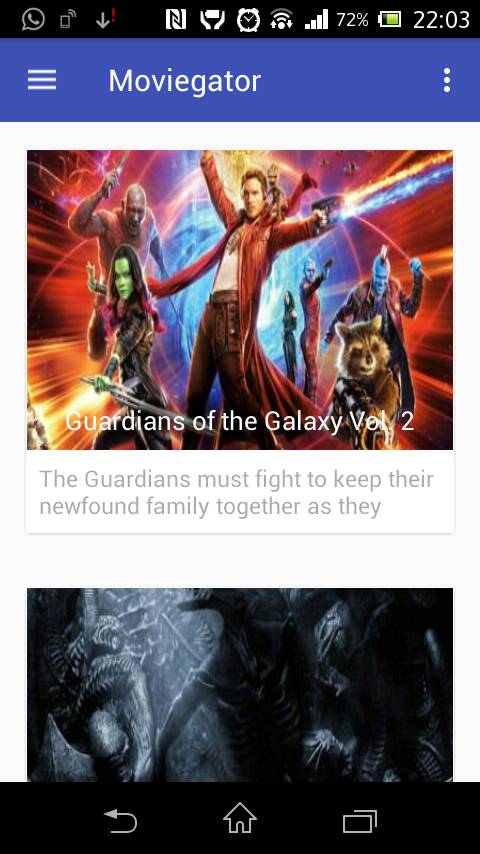 72% 22:03
Moviegator
Guardians of the Galaxy Vol. 2
The Guardians must fight to keep their
newfound family together as they